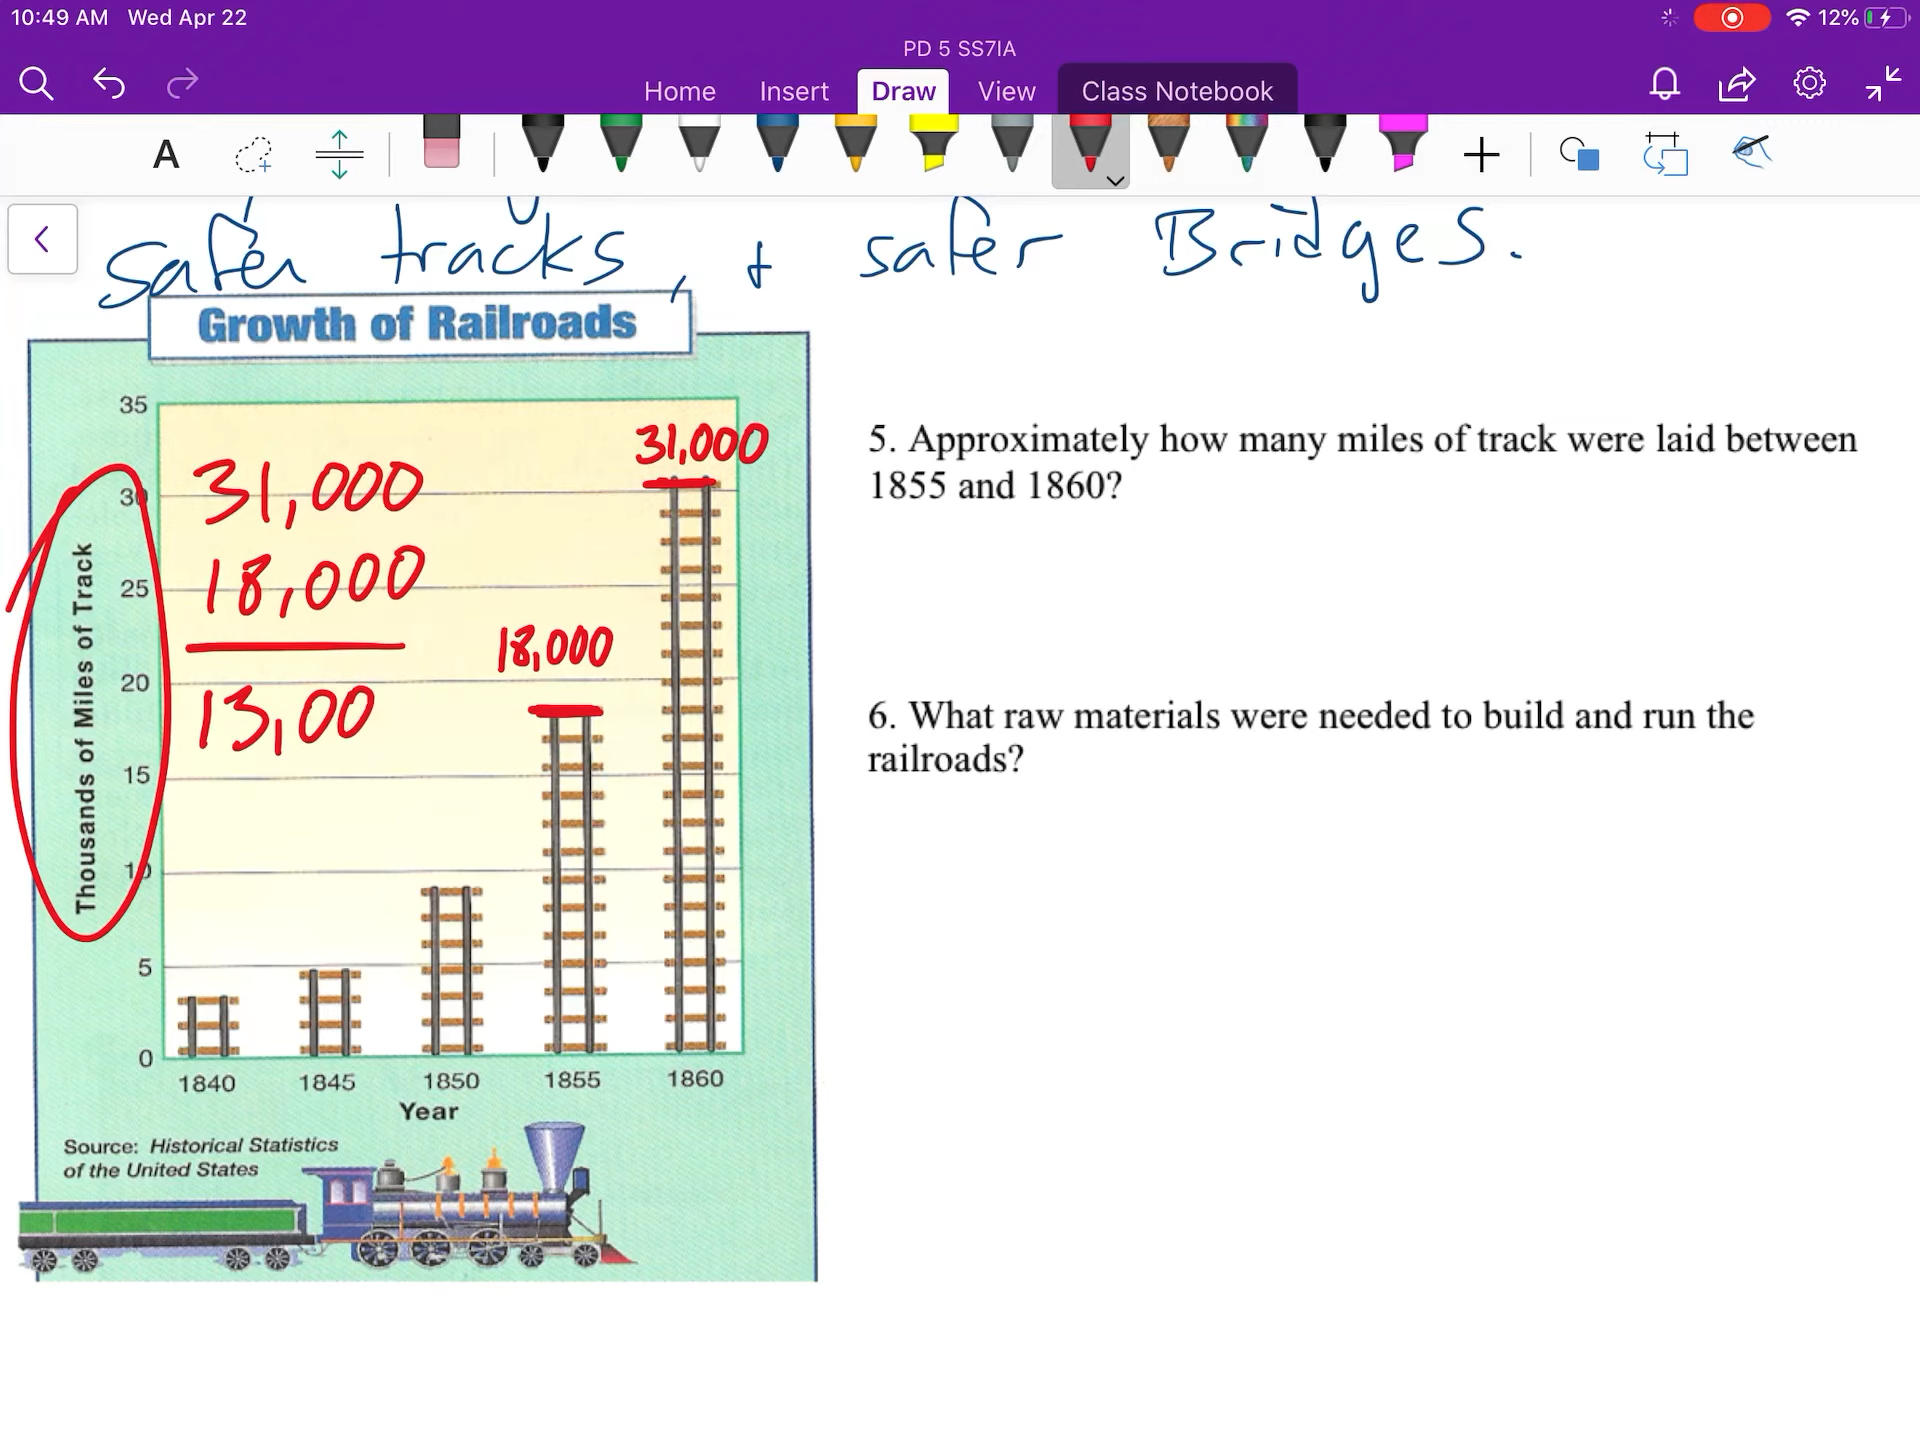 10:49 AM Wed Apr 22
12%
PD 5 SS7IA
Home Insert Draw View Class Notebook
A
safer tracks, + safer Bridges.
Growth of Railroads
35
30
25
20
15
10
5
0
Thousands of Miles of Track
31,000
18,000
13,00
18,000
31,000
1840 1845 1850 1855 1860
Year
Source: Historical Statistics
of the United States
5. Approximately how many miles of track were laid between
1855 and 1860?
6. What raw materials were needed to build and run the
railroads?